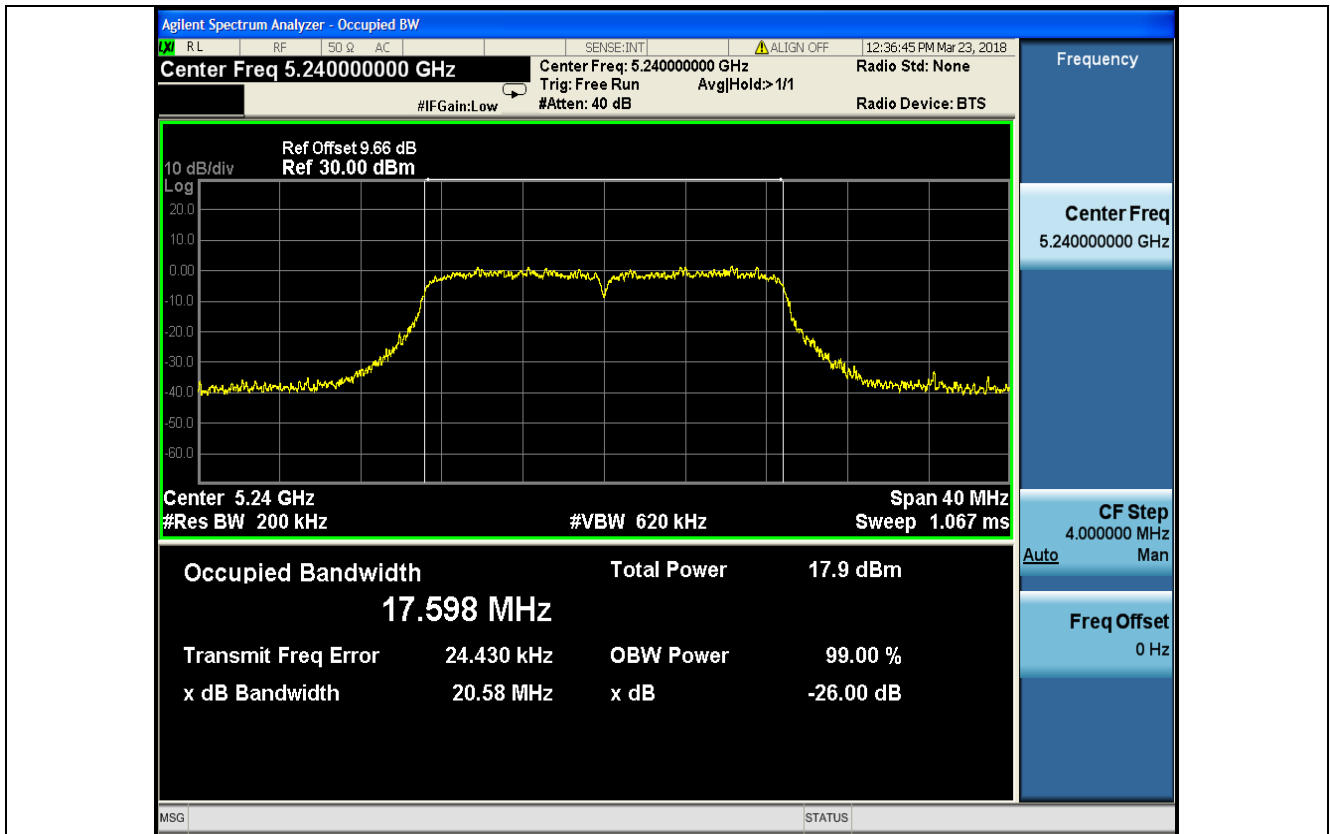 Agilent Spectrum Analyzer - Occupied BW
LXI RL RF 50 Ω AC SENSE:INT ALIGN OFF 12:36:45 PM Mar 23, 2018
Center Freq 5.240000000 GHz
Center Freq: 5.240000000 GHz
Radio Std: None
Trig: Free Run Avg|Hold:>1/1
#IFGain:Low
#Atten: 40 dB
Radio Device: BTS
Ref Offset 9.66 dB
10 dB/div Ref 30.00 dBm
Log
20.0
10.0
0.00
-10.0
-20.0
-30.0
-40.0
-50.0
-60.0
Center 5.24 GHz Span 40 MHz
#Res BW 200 kHz #VBW 620 kHz Sweep 1.067 ms
Occupied Bandwidth Total Power 17.9 dBm
17.598 MHz
Transmit Freq Error 24.430 kHz OBW Power 99.00 %
x dB Bandwidth 20.58 MHz x dB -26.00 dB
MSG STATUS
Frequency
Center Freq
5.240000000 GHz
CF Step
4.000000 MHz
Auto Man
Freq Offset
0 Hz